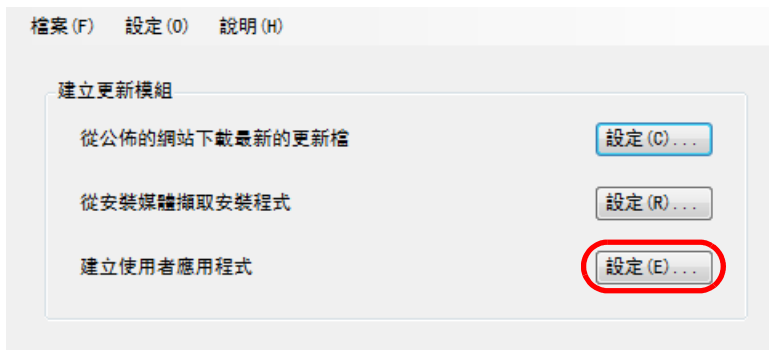 檔案(F) 設定(O) 說明(H)
建立更新模組
從公佈的網站下載最新的更新檔 設定(C)...
從安裝媒體擷取安裝程式 設定(R)...
建立使用者應用程式 設定(E)...